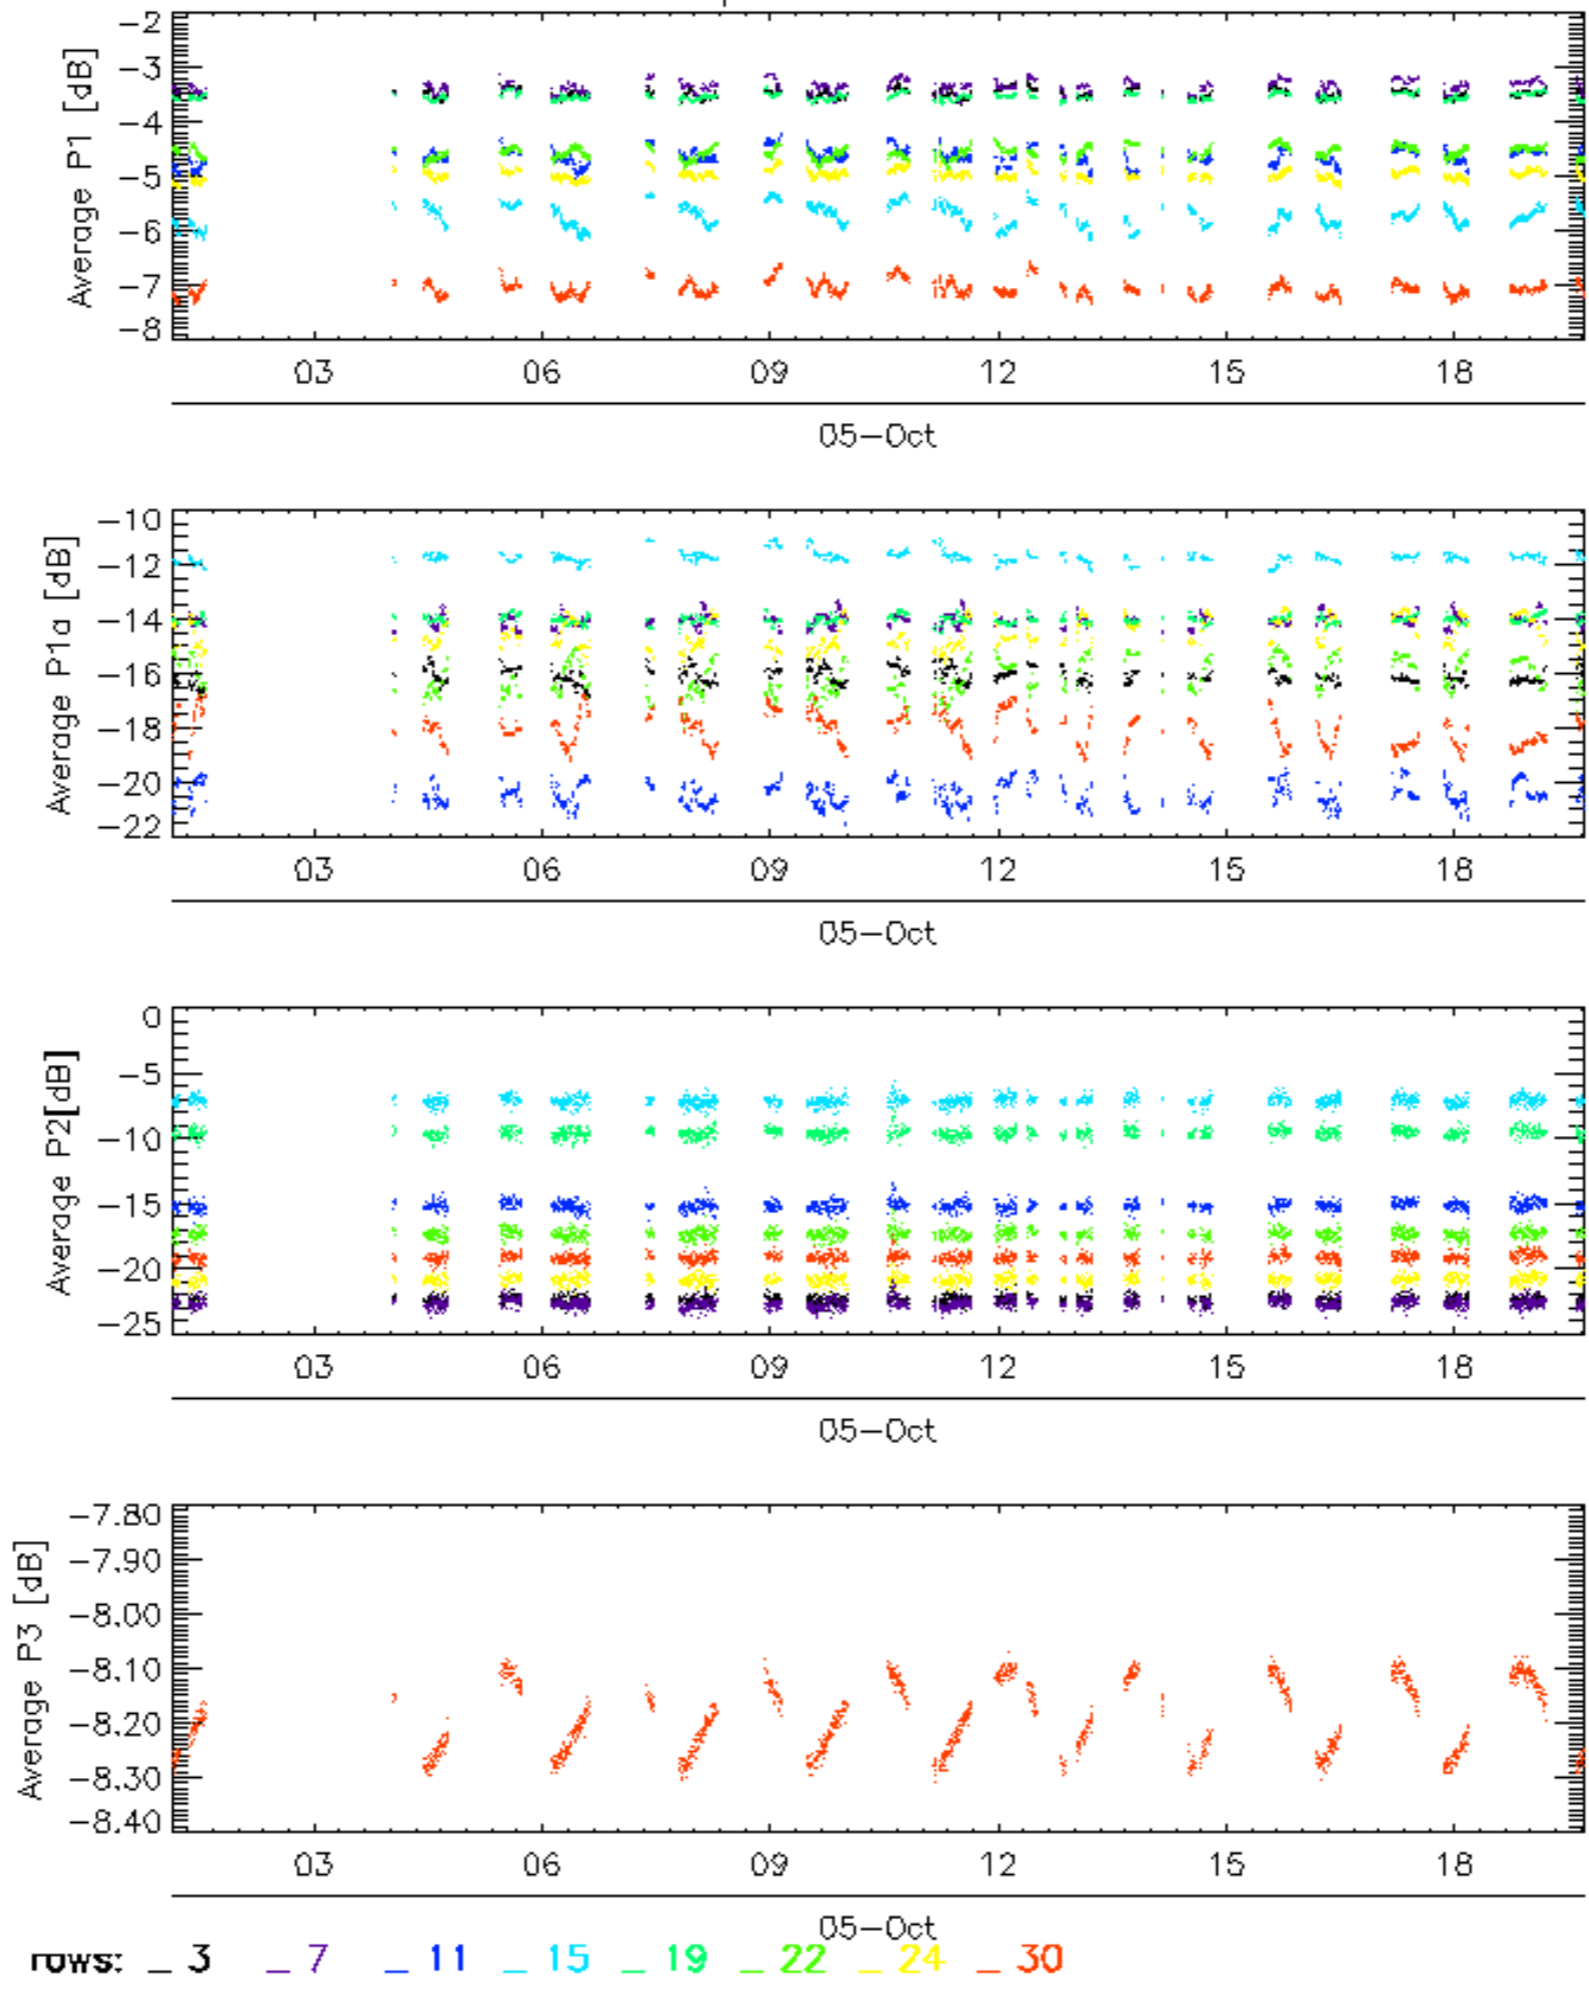 -2
-3
-4
-5
-6
-7
-8
Average P1 [dB]
03 06 09 12 15 18
05-Oct
-10
-12
-14
-16
-18
-20
-22
Average P1a [dB]
03 06 09 12 15 18
05-Oct
0
-5
-10
-15
-20
-25
Average P2[dB]
03 06 09 12 15 18
05-Oct
-7.80
-7.90
-8.00
-8.10
-8.20
-8.30
-8.40
Average P3 [dB]
03 06 09 12 15 18
05-Oct
rows: _ 3 _ 7 _ 11 _ 15 _ 19 _ 22 _ 24 _ 30